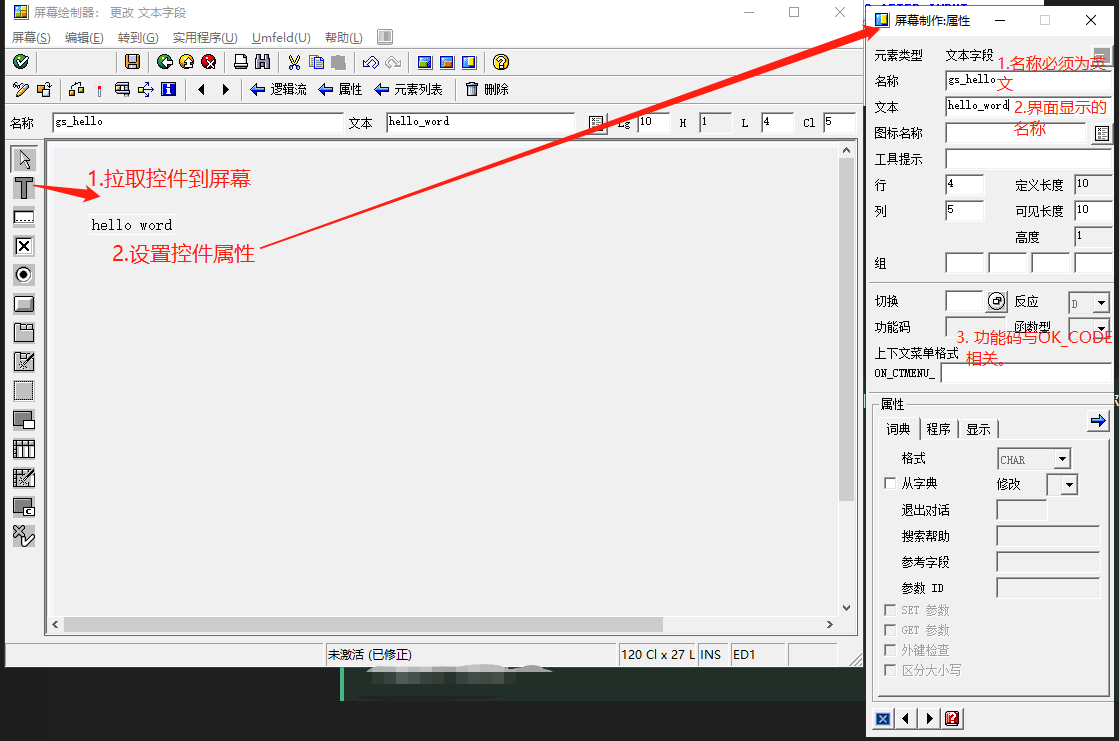 屏幕绘制器： 更改 文本字段
屏幕(S) 编辑(E) 转到(G) 实用程序(U) Umfeld(U) 帮助(L)
逻辑流 属性 元素列表 删除
名称 gs_hello 文本 hello_word Lg 10 H 1 L 4 Cl 5
1.拉取控件到屏幕
hello word
2.设置控件属性
未激活 (已修正) 120 Cl x 27 L INS ED1
屏幕制作:属性
元素类型 文本字段
1.名称必须为英文
名称 gs_hello
文本 hello_word
2.界面显示的名称
图标名称
工具提示
行 4 定义长度 10
列 5 可见长度 10
高度 1
组
切换 反应 D
功能码 函数型
3. 功能码与OK_CODE相关。
上下文菜单格式
ON_CTMENU_
属性
词典 程序 显示
格式 CHAR
从字典 修改
退出对话
搜索帮助
参考字段
参数 ID
SET 参数
GET 参数
外键检查
区分大小写